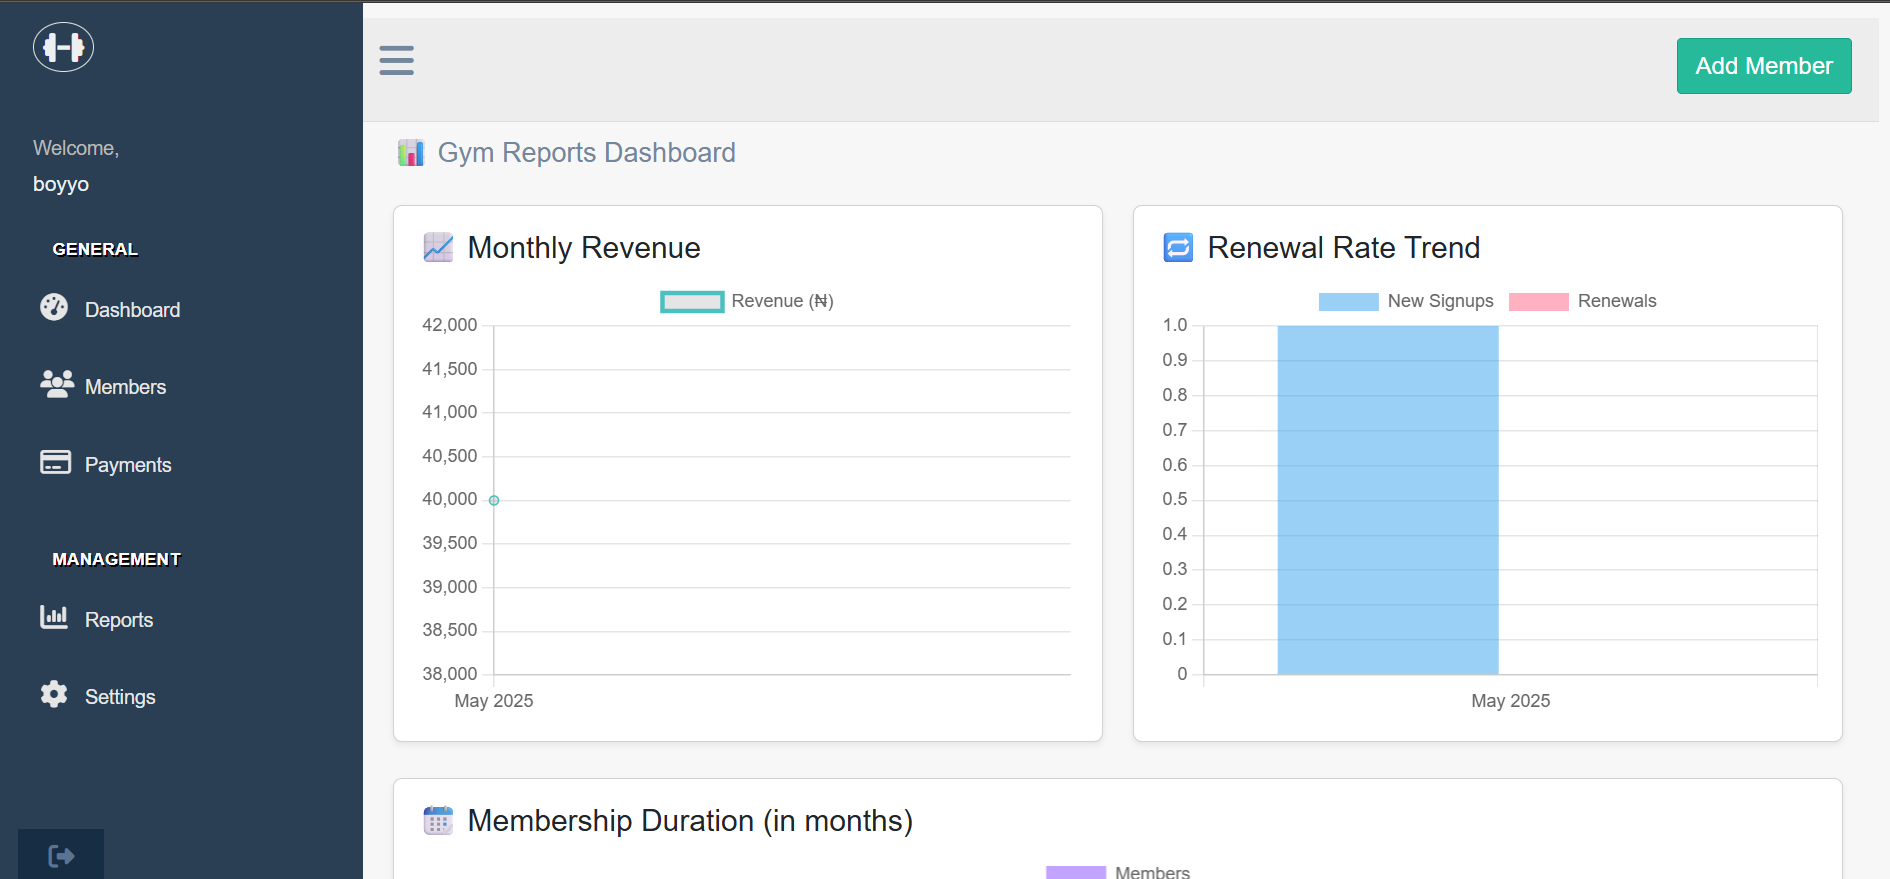 Welcome,
boyyo
GENERAL
Dashboard
Members
Payments
MANAGEMENT
Reports
Settings
Add Member
Gym Reports Dashboard
Monthly Revenue
Revenue (₦)
42,000
41,500
41,000
40,500
40,000
39,500
39,000
38,500
38,000
May 2025
Renewal Rate Trend
New Signups Renewals
1.0
0.9
0.8
0.7
0.6
0.5
0.4
0.3
0.2
0.1
0
May 2025
Membership Duration (in months)
Members